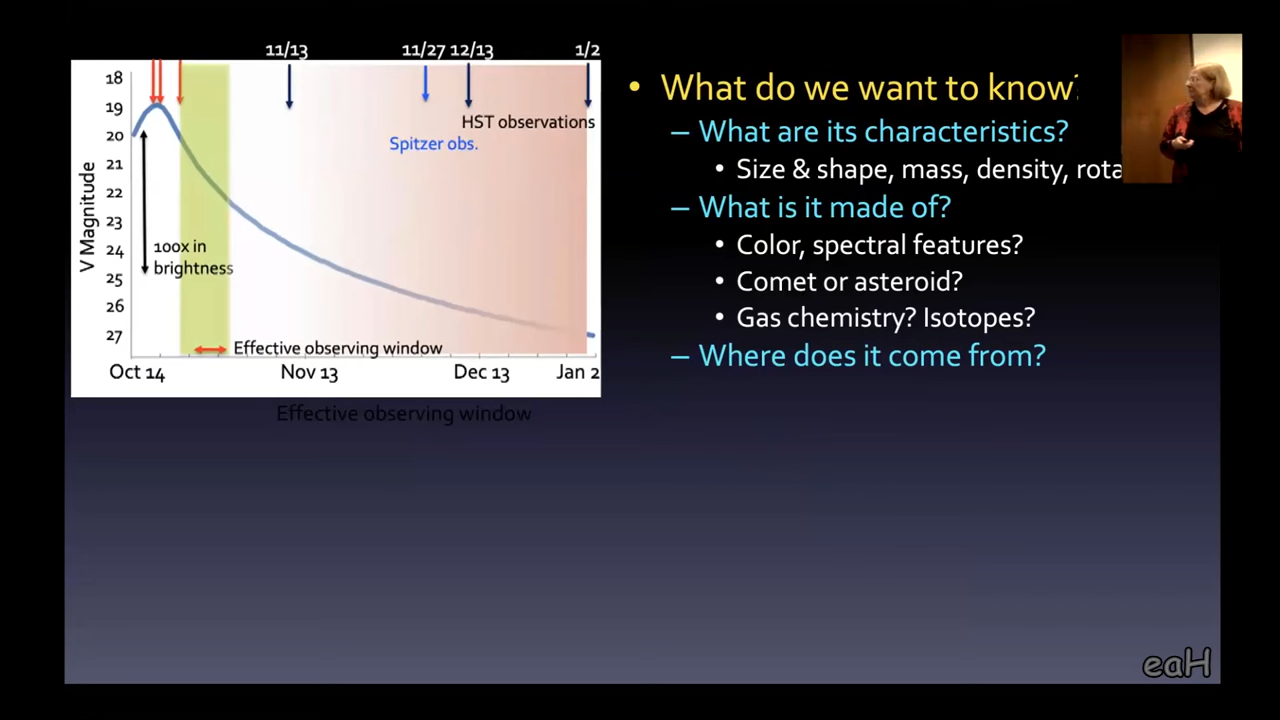 11/13 11/27 12/13 1/2
18
19
20
21
22
23
24
25
26
27
V Magnitude
HST observations
Spitzer obs.
100x in
brightness
Effective observing window
Oct 14 Nov 13 Dec 13 Jan 2
Effective observing window
• What do we want to know?
– What are its characteristics?
• Size & shape, mass, density, rota
– What is it made of?
• Color, spectral features?
• Comet or asteroid?
• Gas chemistry? Isotopes?
– Where does it come from?
eaH